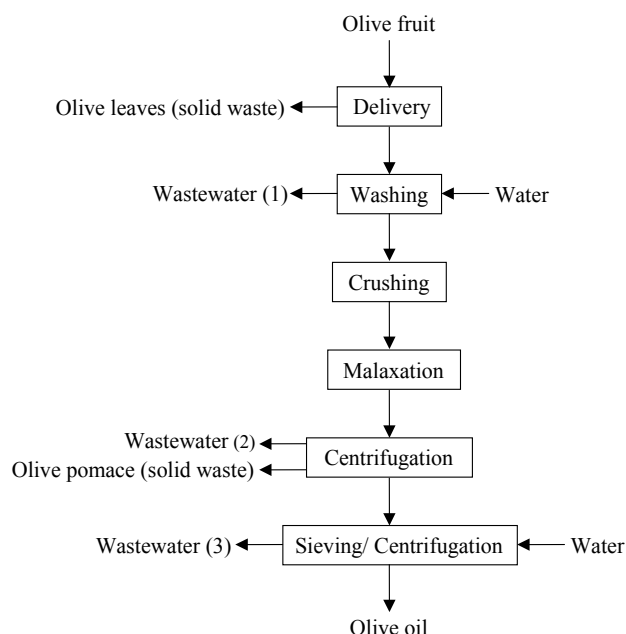 Olive fruit
Olive leaves (solid waste)
Delivery
Wastewater (1)
Washing
Water
Crushing
Malaxation
Wastewater (2)
Olive pomace (solid waste)
Centrifugation
Wastewater (3)
Sieving/ Centrifugation
Water
Olive oil